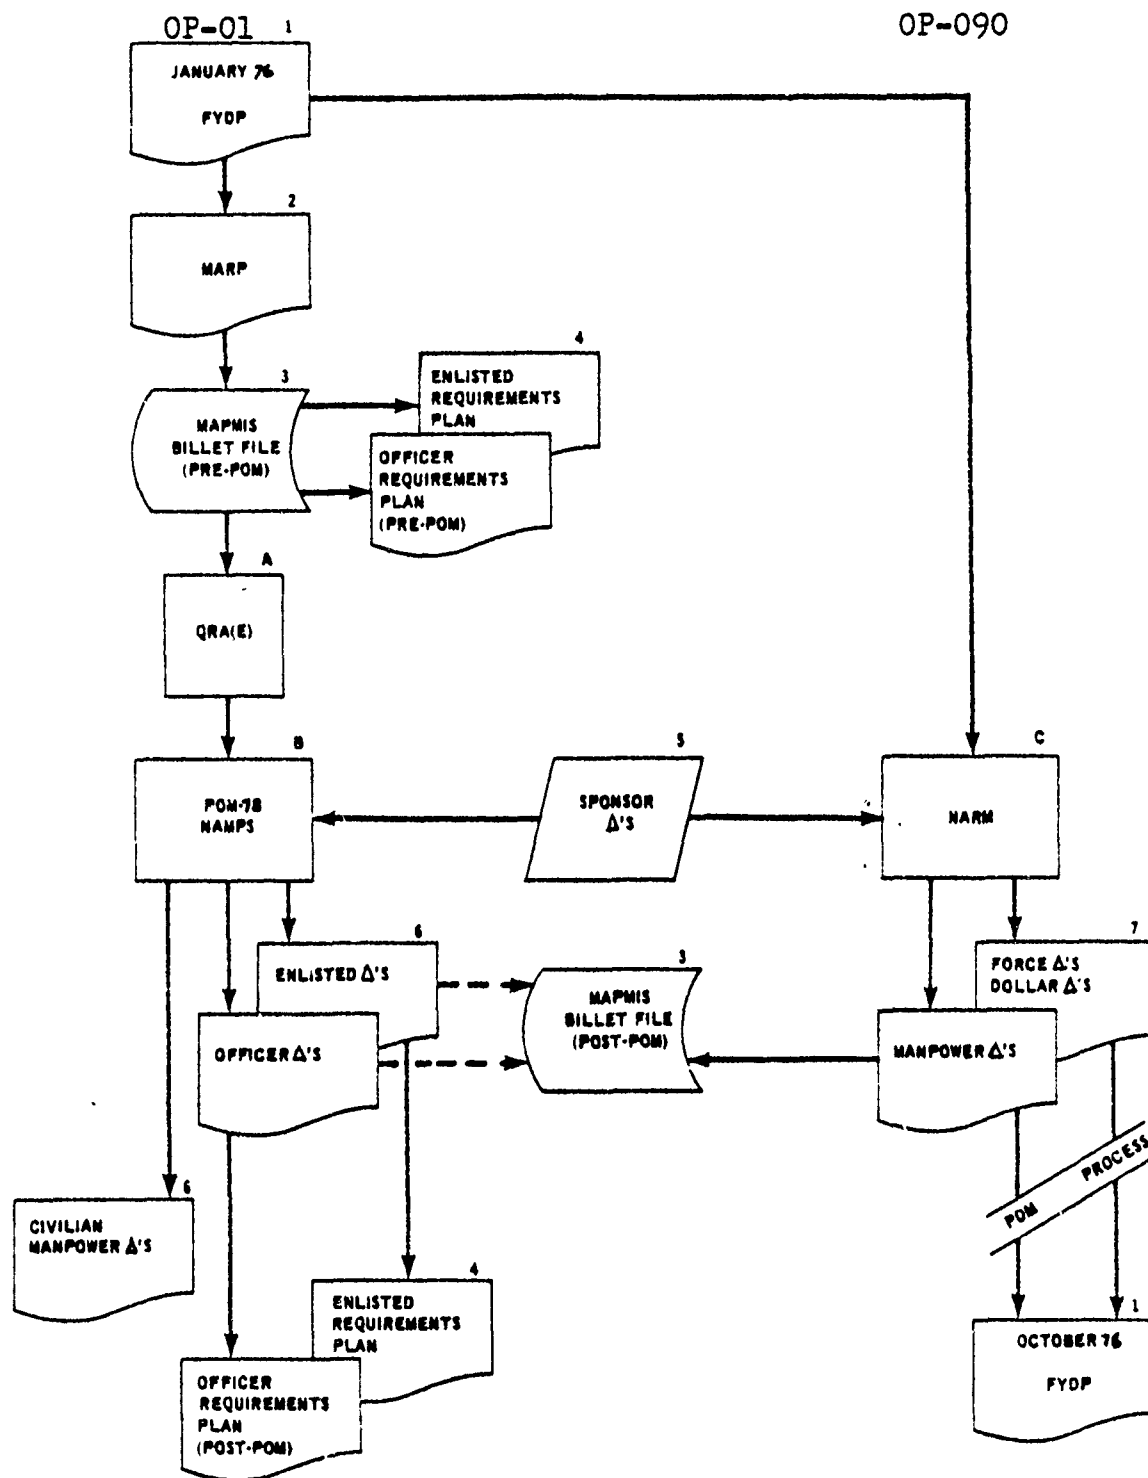 OP-01
OP-090
1
JANUARY 76
FYDP
2
MARP
3
MAPMIS
BILLET FILE
(PRE-POM)
4
ENLISTED
REQUIREMENTS
PLAN
OFFICER
REQUIREMENTS
PLAN
(PRE-POM)
A
QRA(E)
B
POM-78
NAMPS
5
SPONSOR
Δ'S
C
NARM
6
ENLISTED Δ'S
OFFICER Δ'S
3
MAPMIS
BILLET FILE
(POST-POM)
7
FORCE Δ'S
DOLLAR Δ'S
MANPOWER Δ'S
POM PROCESS
6
CIVILIAN
MANPOWER Δ'S
4
ENLISTED
REQUIREMENTS
PLAN
OFFICER
REQUIREMENTS
PLAN
(POST-POM)
1
OCTOBER 76
FYDP